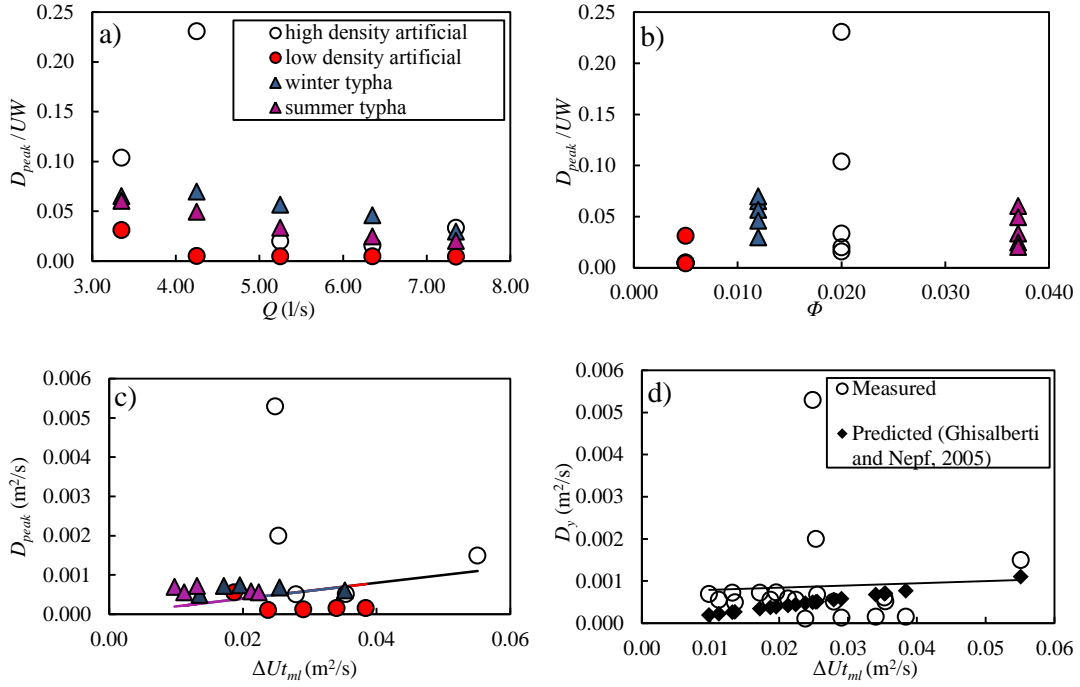 a)
0.25
0.20
0.15
0.10
0.05
0.00
D_peak / UW
high density artificial
low density artificial
winter typha
summer typha
3.00 4.00 5.00 6.00 7.00 8.00
Q (l/s)
b)
0.25
0.20
0.15
0.10
0.05
0.00
D_peak / UW
0.000 0.010 0.020 0.030 0.040
Φ
c)
0.006
0.005
0.004
0.003
0.002
0.001
0.000
D_peak (m²/s)
0.00 0.02 0.04 0.06
ΔUt_ml (m²/s)
d)
0.006
0.005
0.004
0.003
0.002
0.001
0.000
D_y (m²/s)
Measured
Predicted (Ghisalberti
and Nepf, 2005)
0.00 0.01 0.02 0.03 0.04 0.05 0.06
ΔUt_ml (m²/s)